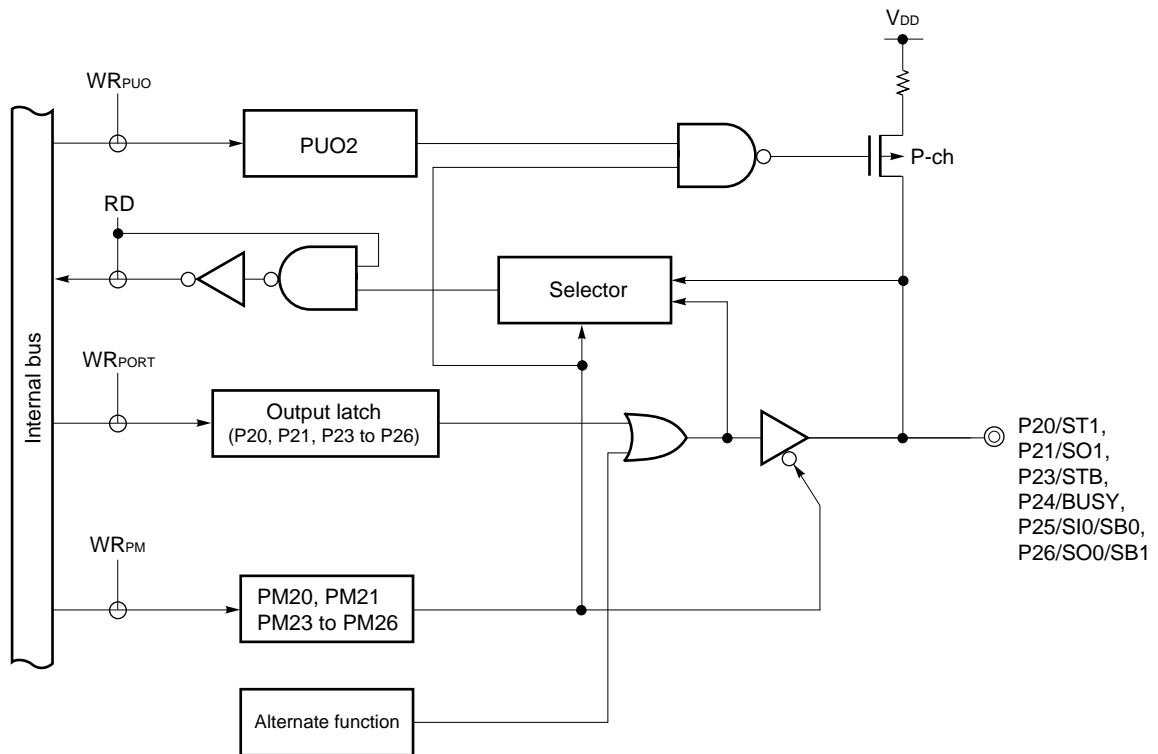 VDD
WRPUO
PUO2
P-ch
RD
Selector
Internal bus
WRPORT
Output latch
(P20, P21, P23 to P26)
P20/ST1,
P21/SO1,
P23/STB,
P24/BUSY,
P25/SI0/SB0,
P26/SO0/SB1
WRPM
PM20, PM21
PM23 to PM26
Alternate function